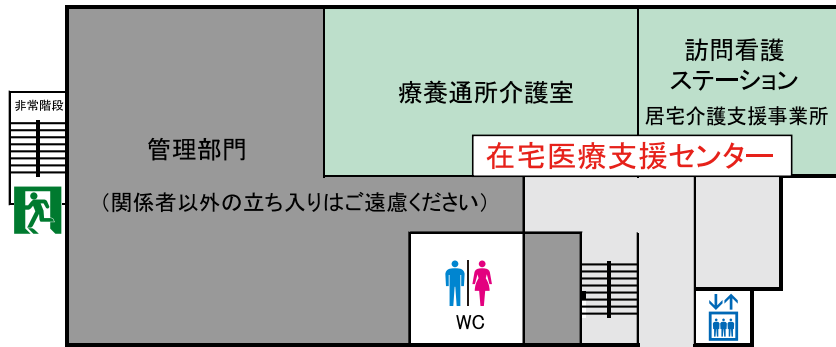 非常階段
管理部門
（関係者以外の立ち入りはご遠慮ください）
療養通所介護室
訪問看護
ステーション
居宅介護支援事業所
在宅医療支援センター
WC